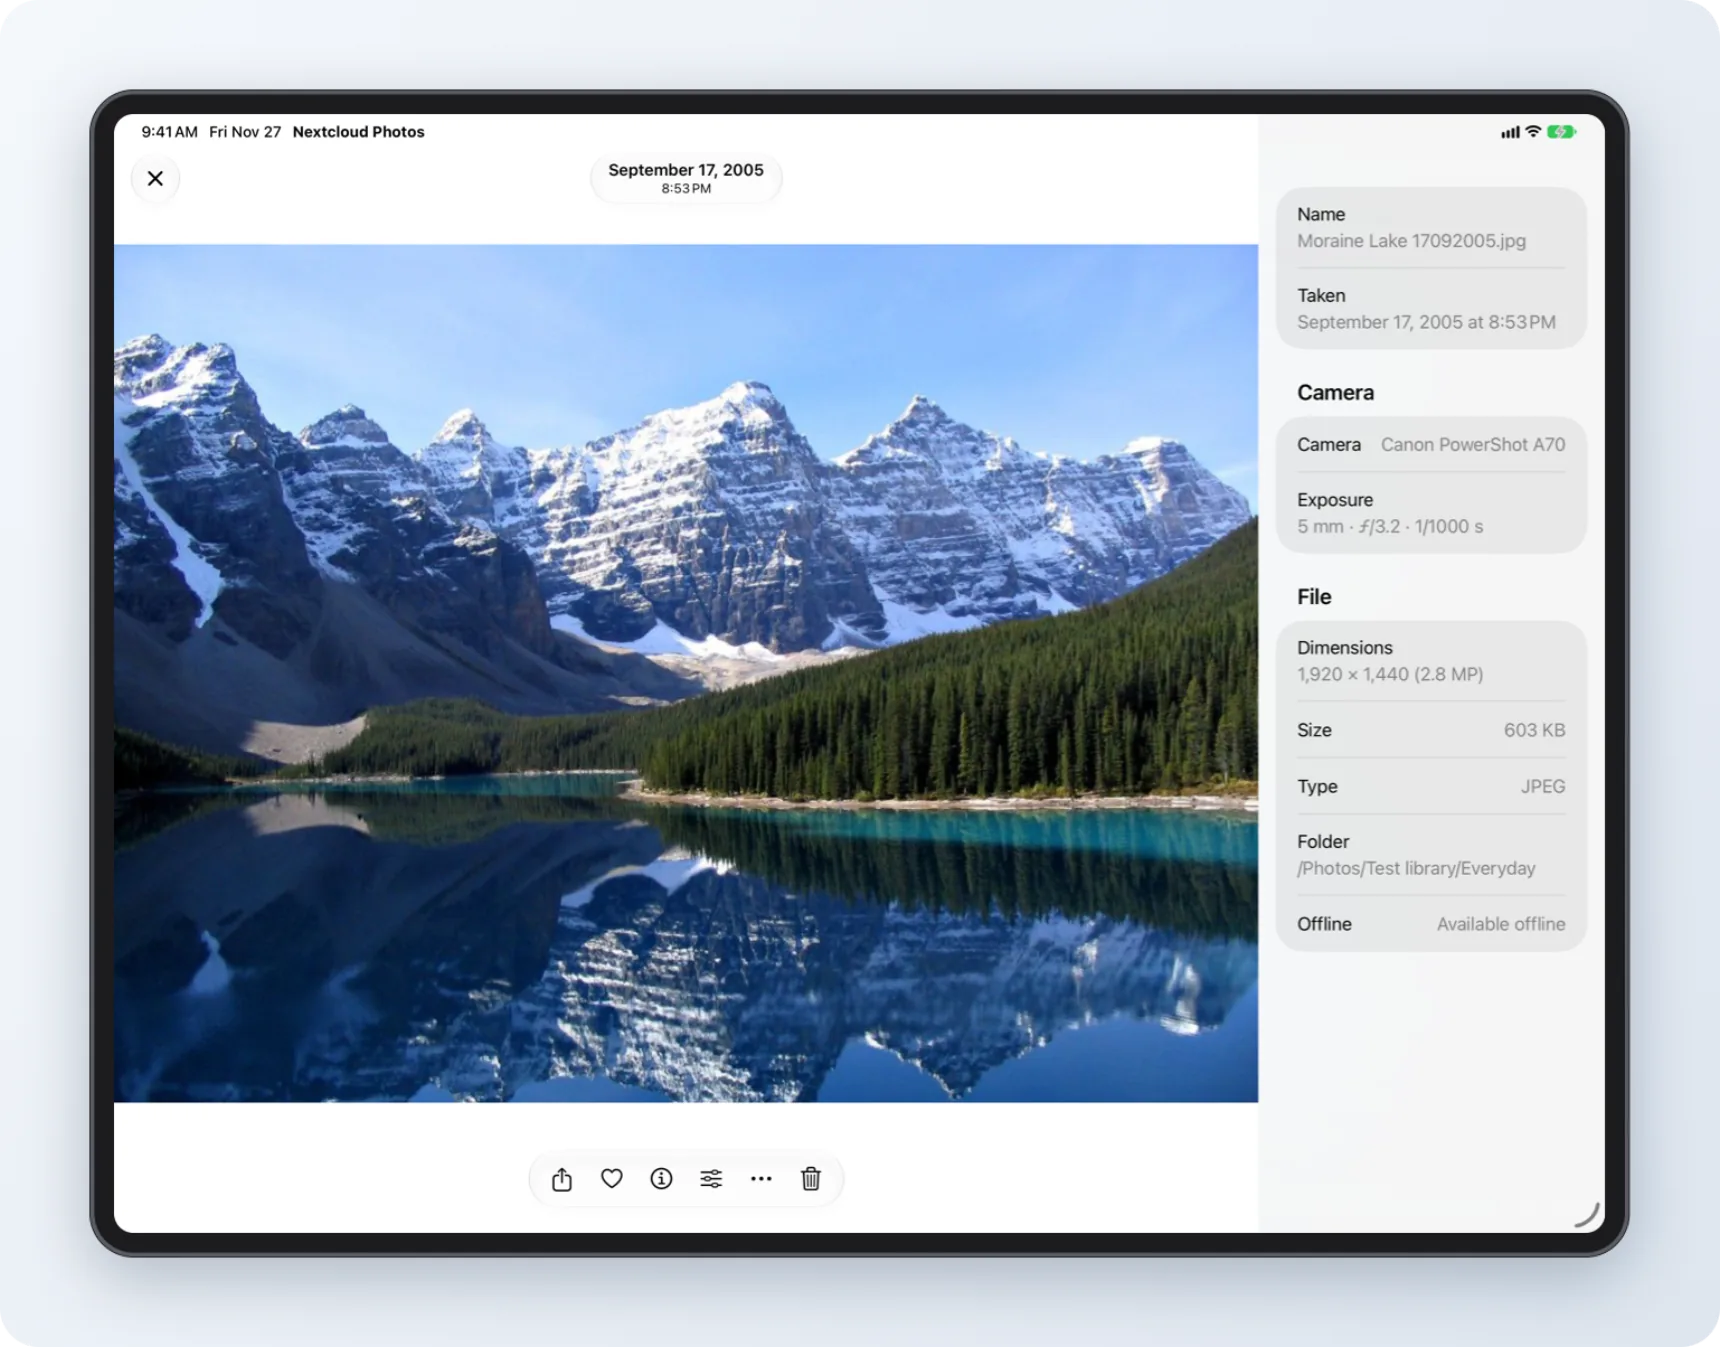 9:41 AM Fri Nov 27 Nextcloud Photos
September 17, 2005
8:53 PM
Name
Moraine Lake 17092005.jpg
Taken
September 17, 2005 at 8:53 PM
Camera
Camera Canon PowerShot A70
Exposure
5 mm · ƒ/3.2 · 1/1000 s
File
Dimensions
1,920 × 1,440 (2.8 MP)
Size 603 KB
Type JPEG
Folder
/Photos/Test library/Everyday
Offline Available offline